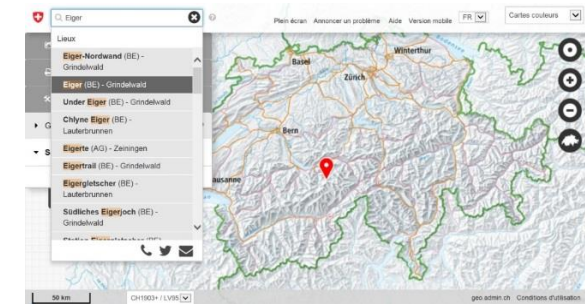 Eiger
Plein écran Annoncer un problème Aide Version mobile FR
Cartes couleurs
Lieux
Eiger-Nordwand (BE) -
Grindelwald
Eiger (BE) - Grindelwald
Under Eiger (BE) - Grindelwald
Chlyne Eiger (BE) -
Lauterbrunnen
Eigerte (AG) - Zeiningen
Eigertrail (BE) - Grindelwald
Eigergletscher (BE) -
Lauterbrunnen
Südliches Eigerjoch (BE) -
Grindelwald
G
S
Basel
Winterthur
Zürich
Bern
ausanne
50 km
CH1903+ / LV95
geo.admin.ch Conditions d'utilisation